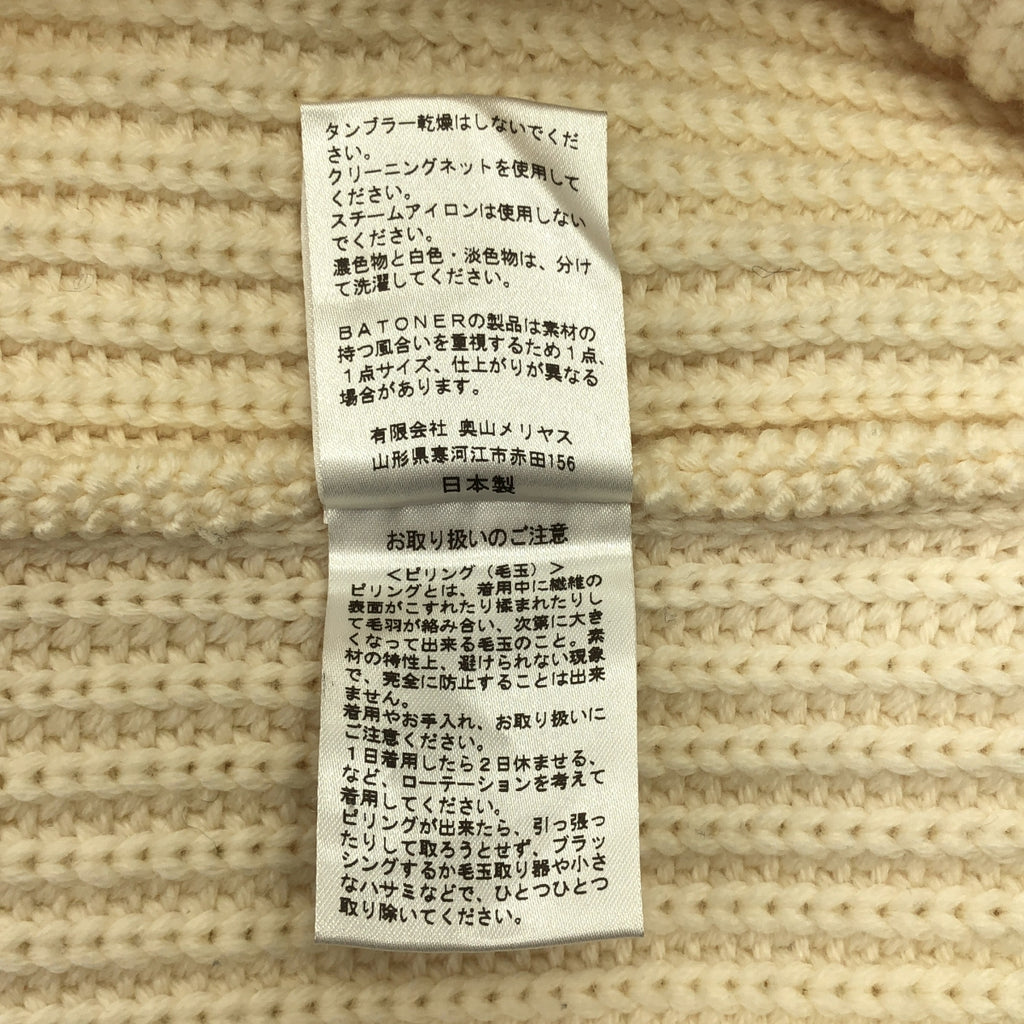 タンブラー乾燥はしないでくだ
さい。
クリーニングネットを使用して
ください。
スチームアイロンは使用しない
でください。
濃色物と白色・淡色物は、分け
て洗濯してください。
ＢＡＴＯＮＥＲの製品は素材の
持つ風合いを重視するため１点、
１点サイズ、仕上がりが異なる
場合があります。
有限会社 奥山メリヤス
山形県寒河江市赤田156
日本製
お取り扱いのご注意
＜ピリング（毛玉）＞
ピリングとは、着用中に繊維の
表面がこすれたり揉まれたりし
て毛羽が絡み合い、次第に大き
くなって出来る毛玉のこと。素
材の特性上、避けられない現象
で、完全に防止することは出来
ません。
着用やお手入れ、お取り扱いに
ご注意ください。
１日着用したら２日休ませる、
など、ローテーションを考えて
着用してください。
ピリングが出来たら、引っ張っ
たりして取ろうとせず、ブラッ
シングするか毛玉取り器や小さ
なハサミなどで、ひとつひとつ
取り除いてください。